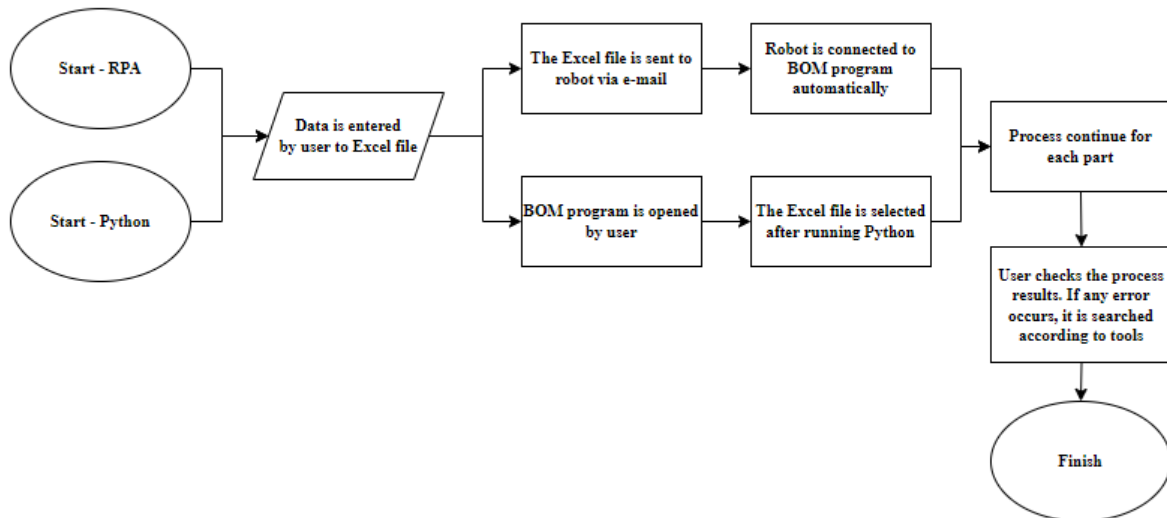 Start - RPA
Start - Python
Data is entered
by user to Excel file
The Excel file is sent to
robot via e-mail
Robot is connected to
BOM program
automatically
BOM program is opened
by user
The Excel file is selected
after running Python
Process continue for
each part
User checks the process
results. If any error
occurs, it is searched
according to tools
Finish